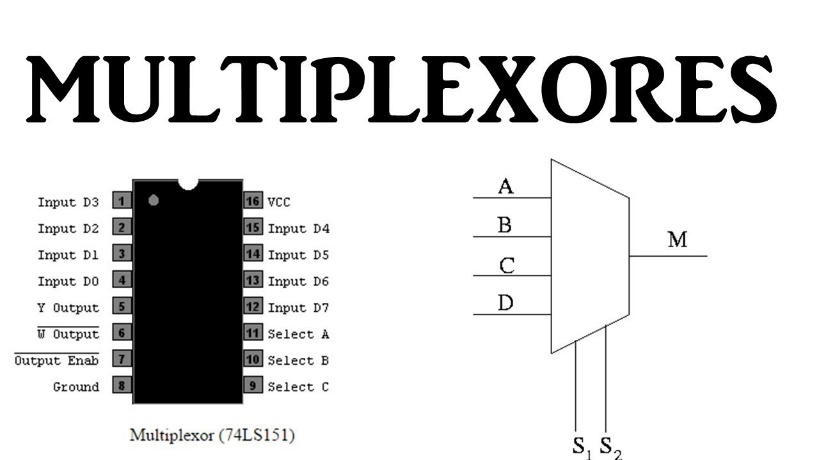 MULTIPLEXORES
Input D3 1 16 VCC
Input D2 2 15 Input D4
Input D1 3 14 Input D5
Input D0 4 13 Input D6
Y Output 5 12 Input D7
W̅ Output 6 11 Select A
Output Enab 7 10 Select B
Ground 8 9 Select C
Multiplexor (74LS151)
A
B
C
D
M
S1 S2